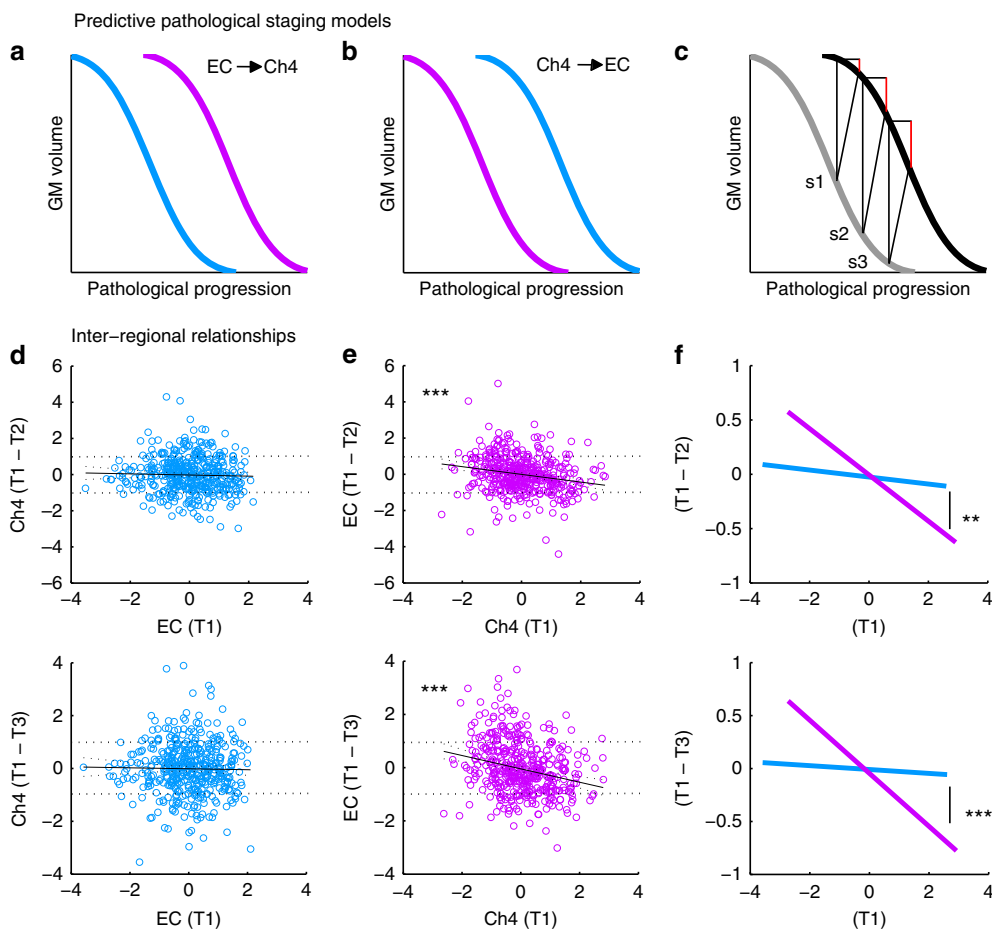 Predictive pathological staging models
a
EC → Ch4
GM volume
Pathological progression
b
Ch4 → EC
GM volume
Pathological progression
c
s1
s2
s3
GM volume
Pathological progression
Inter−regional relationships
d
6
4
2
0
−2
−4
−6
−4 −2 0 2 4
Ch4 (T1 − T2)
EC (T1)
e
***
6
4
2
0
−2
−4
−6
−4 −2 0 2 4
EC (T1 − T2)
Ch4 (T1)
f
1
0.5
0
−0.5
−1
**
−4 −2 0 2 4
(T1 − T2)
(T1)
4
2
0
−2
−4
−4 −2 0 2 4
Ch4 (T1 − T3)
EC (T1)
***
4
2
0
−2
−4
−4 −2 0 2 4
EC (T1 − T3)
Ch4 (T1)
1
0.5
0
−0.5
−1
***
−4 −2 0 2 4
(T1 − T3)
(T1)